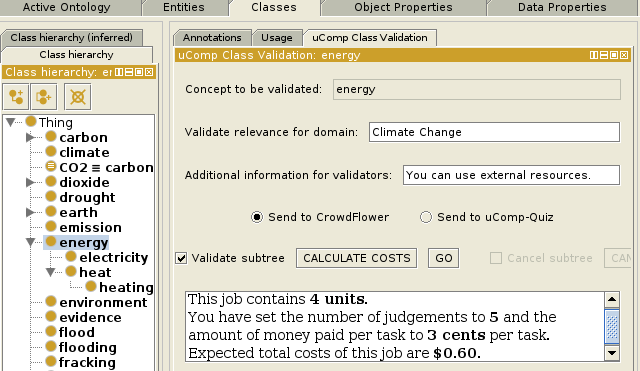 Active Ontology Entities Classes Object Properties Data Properties
Class hierarchy (inferred)
Class hierarchy
Class hierarchy: er
Thing
carbon
climate
CO2 ≡ carbon
dioxide
drought
earth
emission
energy
electricity
heat
heating
environment
evidence
flood
flooding
fracking
Annotations Usage uComp Class Validation
uComp Class Validation: energy
Concept to be validated: energy
Validate relevance for domain: Climate Change
Additional information for validators: You can use external resources.
Send to CrowdFlower Send to uComp-Quiz
Validate subtree CALCULATE COSTS GO Cancel subtree CAN
This job contains 4 units.
You have set the number of judgements to 5 and the
amount of money paid per task to 3 cents per task.
Expected total costs of this job are $0.60.